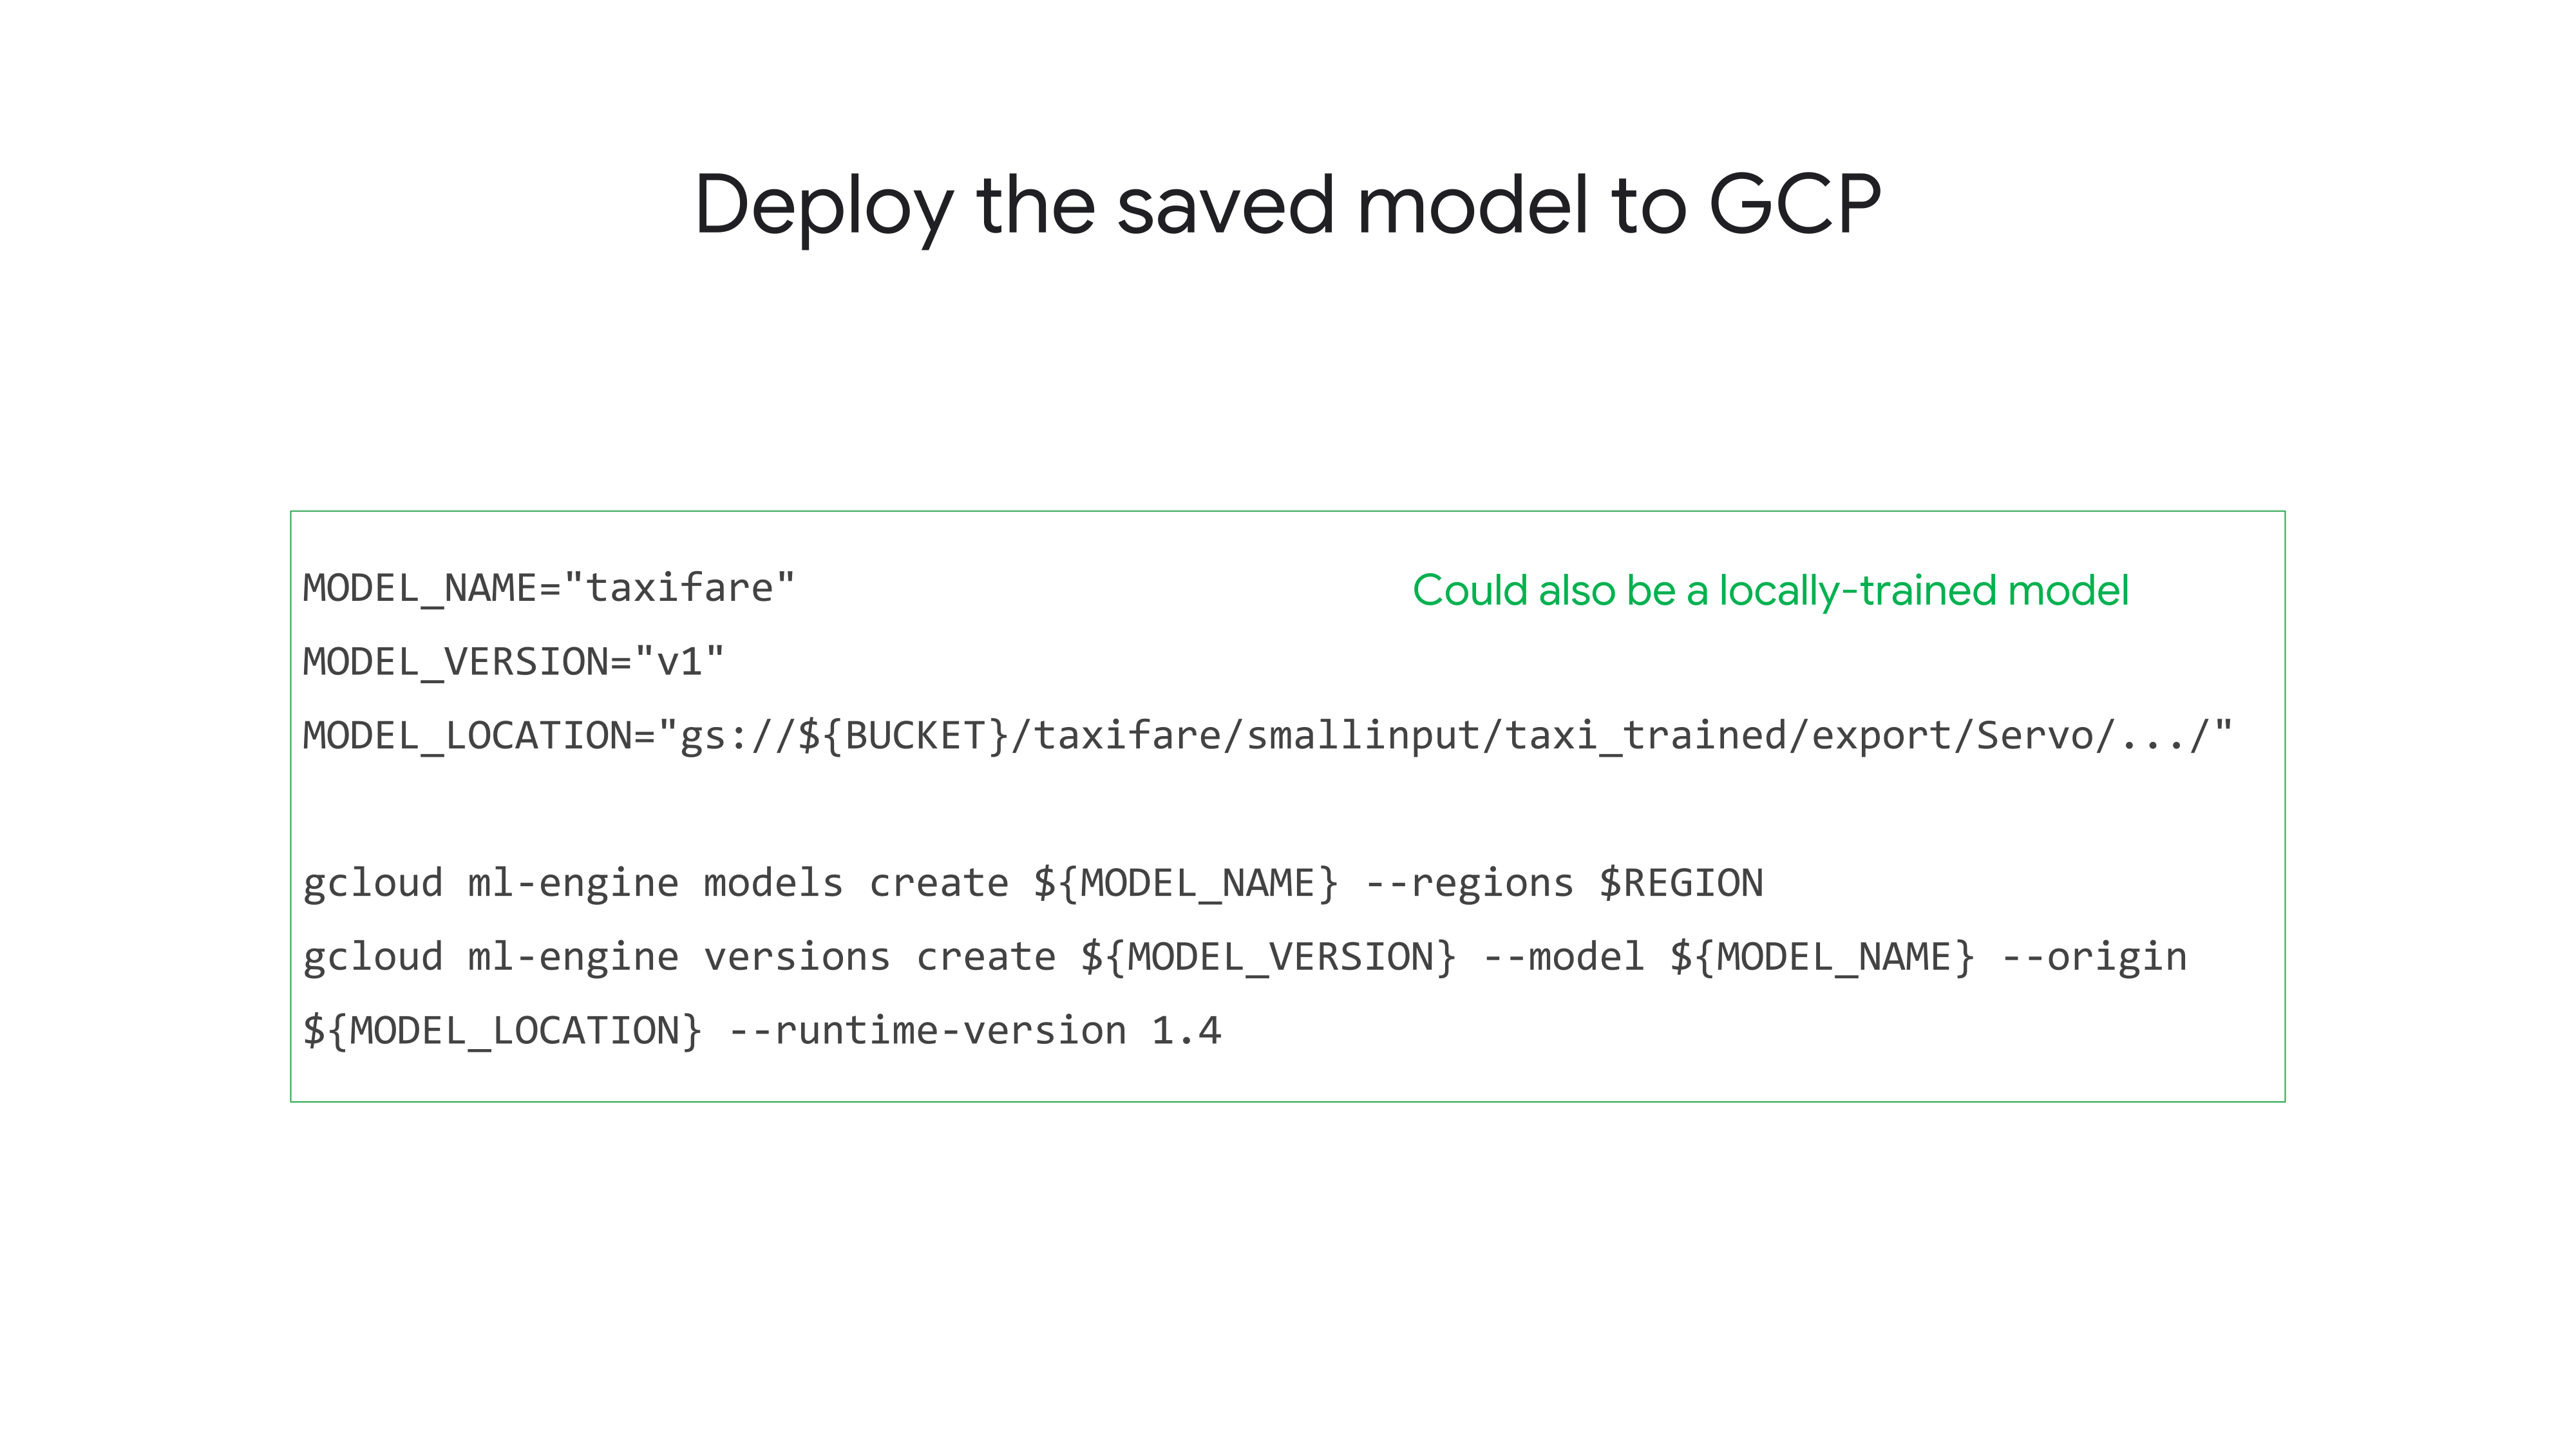 Deploy the saved model to GCP
MODEL_NAME="taxifare"
Could also be a locally-trained model
MODEL_VERSION="v1"
MODEL_LOCATION="gs://${BUCKET}/taxifare/smallinput/taxi_trained/export/Servo/.../"
gcloud ml-engine models create ${MODEL_NAME} --regions $REGION
gcloud ml-engine versions create ${MODEL_VERSION} --model ${MODEL_NAME} --origin
${MODEL_LOCATION} --runtime-version 1.4